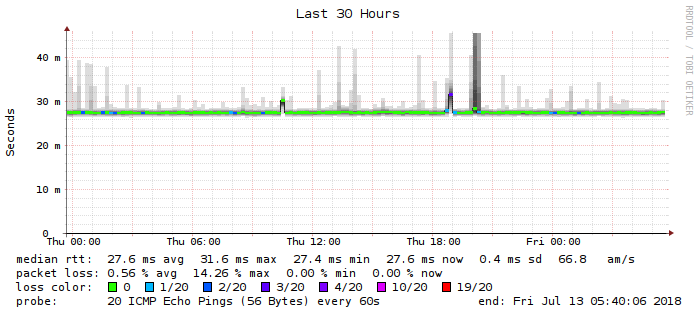 Last 30 Hours
RRDTOOL / TOBI OETIKER
Seconds
40 m
30 m
20 m
10 m
0
Thu 00:00 Thu 06:00 Thu 12:00 Thu 18:00 Fri 00:00
median rtt: 27.6 ms avg 31.6 ms max 27.4 ms min 27.6 ms now 0.4 ms sd 66.8 am/s
packet loss: 0.56 % avg 14.26 % max 0.00 % min 0.00 % now
loss color: 0 1/20 2/20 3/20 4/20 10/20 19/20
probe: 20 ICMP Echo Pings (56 Bytes) every 60s end: Fri Jul 13 05:40:06 2018